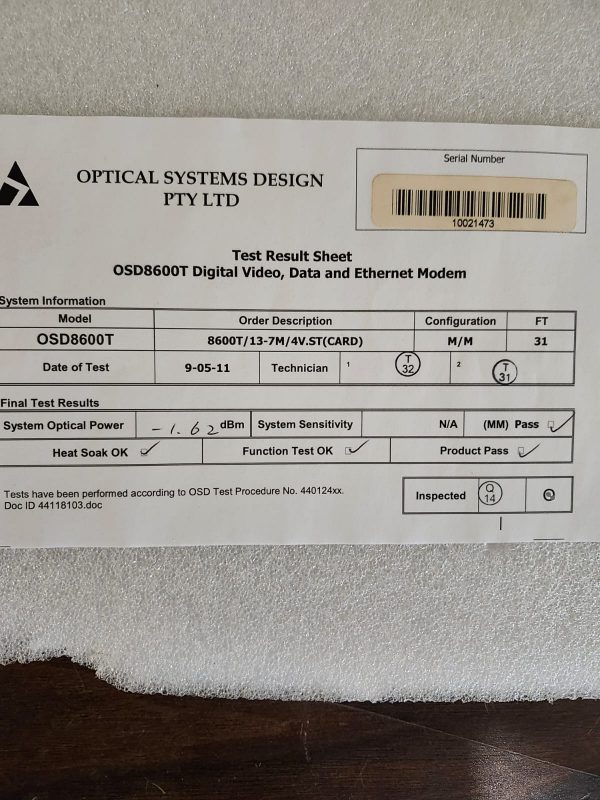 Serial Number
10021473
OPTICAL SYSTEMS DESIGN
PTY LTD
Test Result Sheet
OSD8600T Digital Video, Data and Ethernet Modem
System Information
Model Order Description Configuration FT
OSD8600T 8600T/13-7M/4V.ST(CARD) M/M 31
Date of Test 9-05-11 Technician 1 T 32 2 T 31
Final Test Results
System Optical Power -1.62 dBm System Sensitivity N/A (MM) Pass
Heat Soak OK Function Test OK Product Pass
Tests have been performed according to OSD Test Procedure No. 440124xx.
Doc ID 44118103.doc
Inspected Q 14